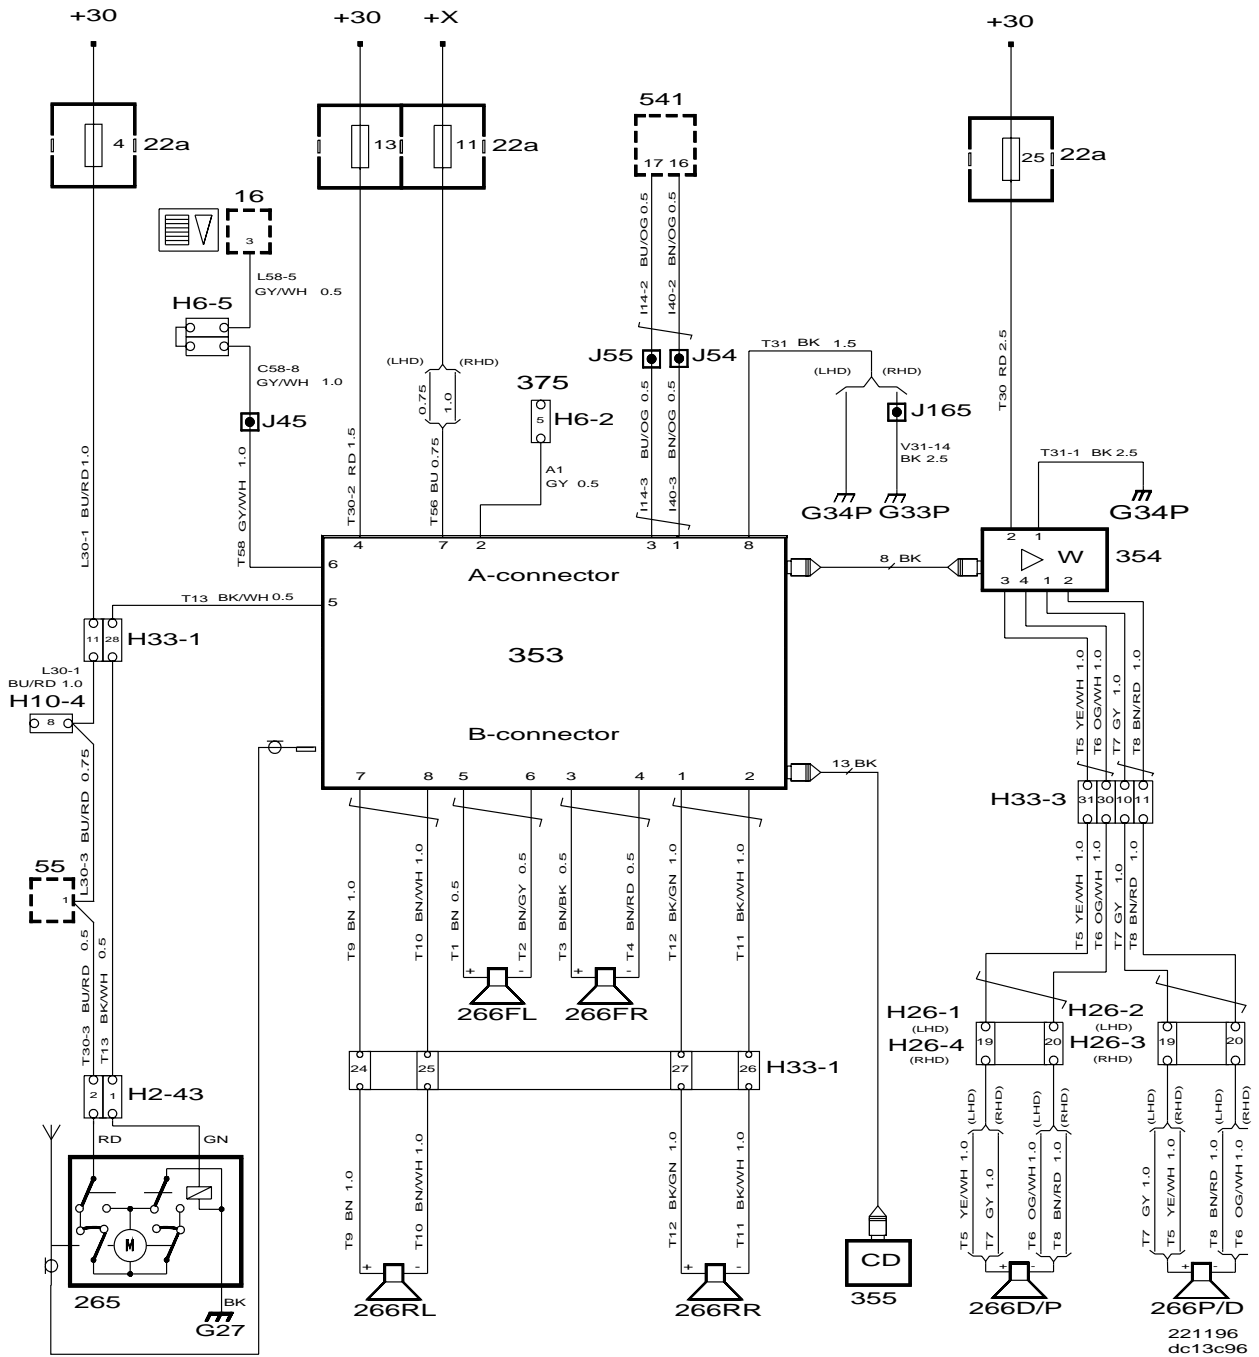 +30
+30
+X
+30
4
22a
13
11
22a
541
17 16
25
22a
16
3
L58-5
GY/WH 0.5
H6-5
C58-8
GY/WH 1.0
J45
T58 GY/WH 1.0
L30-1 BU/RD 1.0
T30-2 RD 1.5
(LHD)
(RHD)
0.75
1.0
T56 BU 0.75
375
5
H6-2
A1
GY 0.5
I14-2 BU/OG 0.5
I40-2 BN/OG 0.5
J55
J54
I14-3 BU/OG 0.5
I40-3 BN/OG 0.5
T31 BK 1.5
(LHD)
(RHD)
J165
V31-14
BK 2.5
G34P
G33P
T30 RD 2.5
T31-1 BK 2.5
G34P
4
7
2
3
1
8
6
5
A-connector
353
B-connector
8 BK
2
1
W
354
3 4 1 2
T13 BK/WH 0.5
11
28
H33-1
L30-1
BU/RD 1.0
H10-4
8
L30-3 BU/RD 0.75
55
1
T30-3 BU/RD 0.5
T13 BK/WH 0.5
2
1
H2-43
RD
GN
M
265
BK
G27
7
8
5
6
3
4
1
2
13 BK
T9 BN 1.0
T10 BN/WH 1.0
T1 BN 0.5
T2 BN/GY 0.5
T3 BN/BK 0.5
T4 BN/RD 0.5
T12 BK/GN 1.0
T11 BK/WH 1.0
+
-
+
-
266FL
266FR
24
25
27
26
H33-1
T9 BN 1.0
T10 BN/WH 1.0
T12 BK/GN 1.0
T11 BK/WH 1.0
+
-
+
-
266RL
266RR
CD
355
T5 YE/WH 1.0
T6 OG/WH 1.0
T7 GY 1.0
T8 BN/RD 1.0
H33-3
31
30
10
11
T5 YE/WH 1.0
T6 OG/WH 1.0
T7 GY 1.0
T8 BN/RD 1.0
H26-1
(LHD)
H26-4
(RHD)
19
20
H26-2
(LHD)
H26-3
(RHD)
19
20
(LHD)
(RHD)
(LHD)
(RHD)
(LHD)
(RHD)
(LHD)
(RHD)
T5 YE/WH 1.0
T7 GY 1.0
T6 OG/WH 1.0
T8 BN/RD 1.0
T7 GY 1.0
T5 YE/WH 1.0
T8 BN/RD 1.0
T6 OG/WH 1.0
+
-
+
-
266D/P
266P/D
221196
dc13c96